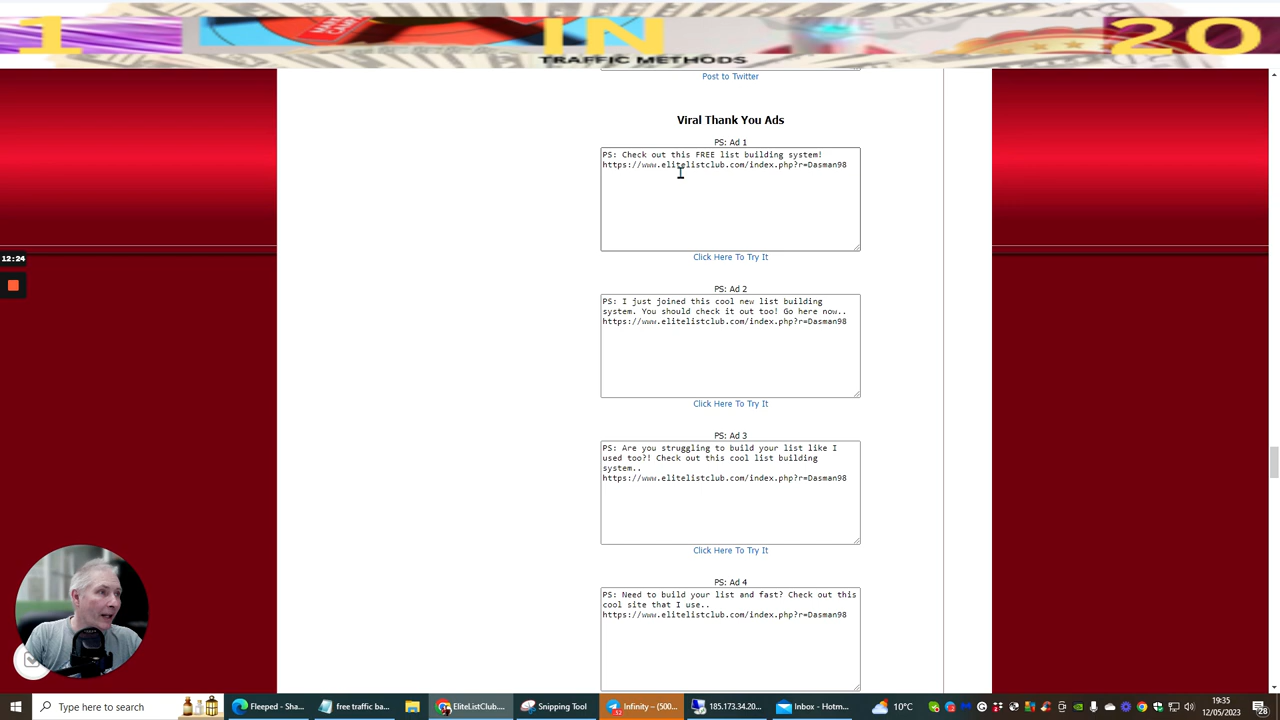 1 IN 20
TRAFFIC METHODS
Post to Twitter
Viral Thank You Ads
PS: Ad 1
PS: Check out this FREE list building system!
https://www.elitelistclub.com/index.php?r=Dasman98
Click Here To Try It
PS: Ad 2
PS: I just joined this cool new list building
system. You should check it out too! Go here..
https://www.elitelistclub.com/index.php?r=Dasman98
Click Here To Try It
PS: Ad 3
PS: Are you struggling to build your list like I
used too?! Check out this cool list building
system..
https://www.elitelistclub.com/index.php?r=Dasman98
Click Here To Try It
PS: Ad 4
PS: Need to build your list and fast? Check out this
cool site that I use..
https://www.elitelistclub.com/index.php?r=Dasman98
12:24
Type here to search
Fleeped - Sha...
free traffic ba...
EliteListClub....
Snipping Tool
Infinity – (500...
185.173.34.20...
Inbox - Hotm...
10°C
19:35
12/05/2023